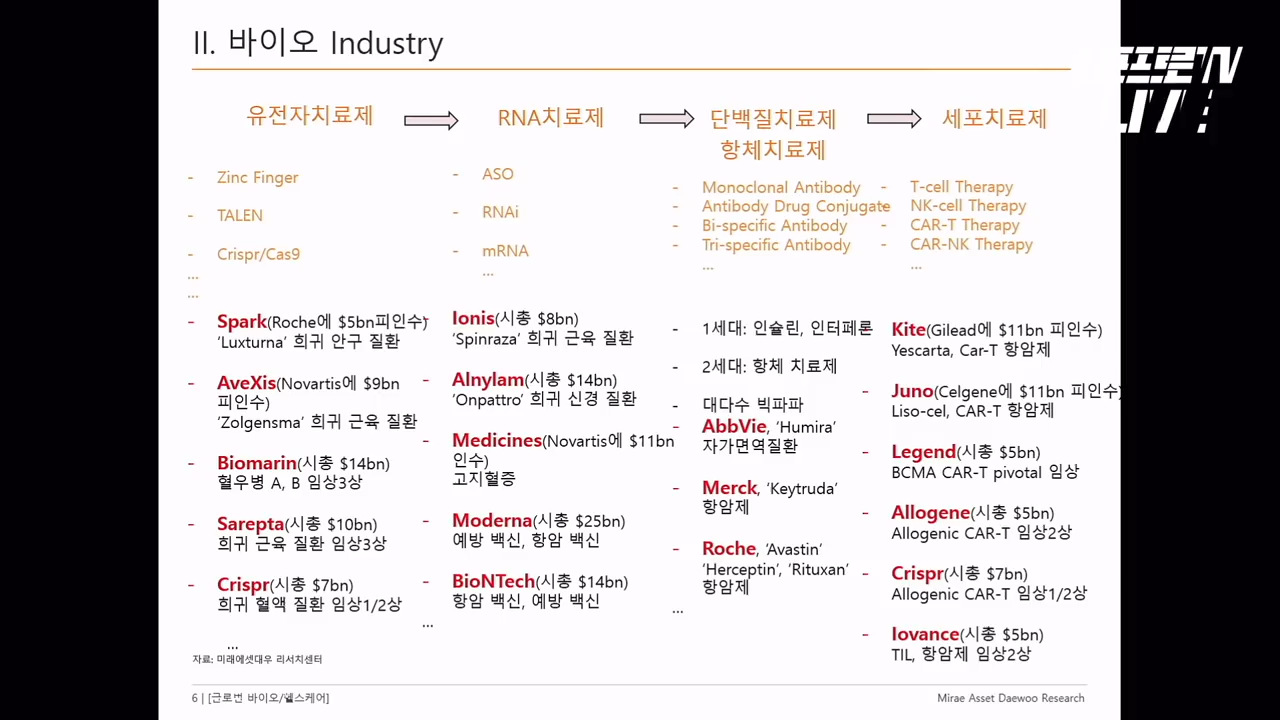 II. 바이오 Industry
유전자치료제
RNA치료제
단백질치료제
항체치료제
세포치료제
- Zinc Finger
- TALEN
- Crispr/Cas9
...
...
- ASO
- RNAi
- mRNA
...
- Monoclonal Antibody
- Antibody Drug Conjugate
- Bi-specific Antibody
- Tri-specific Antibody
...
- T-cell Therapy
- NK-cell Therapy
- CAR-T Therapy
- CAR-NK Therapy
...
- Spark(Roche에 $5bn피인수)
‘Luxturna’ 희귀 안구 질환
- AveXis(Novartis에 $9bn
피인수)
‘Zolgensma’ 희귀 근육 질환
- Biomarin(시총 $14bn)
혈우병 A, B 임상3상
- Sarepta(시총 $10bn)
희귀 근육 질환 임상3상
- Crispr(시총 $7bn)
희귀 혈액 질환 임상1/2상
...
- Ionis(시총 $8bn)
‘Spinraza’ 희귀 근육 질환
- Alnylam(시총 $14bn)
‘Onpattro’ 희귀 신경 질환
- Medicines(Novartis에 $11bn
인수)
고지혈증
- Moderna(시총 $25bn)
예방 백신, 항암 백신
- BioNTech(시총 $14bn)
항암 백신, 예방 백신
...
- 1세대: 인슐린, 인터페론
- 2세대: 항체 치료제
- 대다수 빅파파
- AbbVie, ‘Humira’
자가면역질환
- Merck, ‘Keytruda’
항암제
- Roche, ‘Avastin’
‘Herceptin’, ‘Rituxan’
항암제
...
- Kite(Gilead에 $11bn 피인수)
Yescarta, Car-T 항암제
- Juno(Celgene에 $11bn 피인수)
Liso-cel, CAR-T 항암제
- Legend(시총 $5bn)
BCMA CAR-T pivotal 임상
- Allogene(시총 $5bn)
Allogenic CAR-T 임상2상
- Crispr(시총 $7bn)
Allogenic CAR-T 임상1/2상
- Iovance(시총 $5bn)
TIL, 항암제 임상2상
자료: 미래에셋대우 리서치센터
6 | [글로벌 바이오/헬스케어]
Mirae Asset Daewoo Research